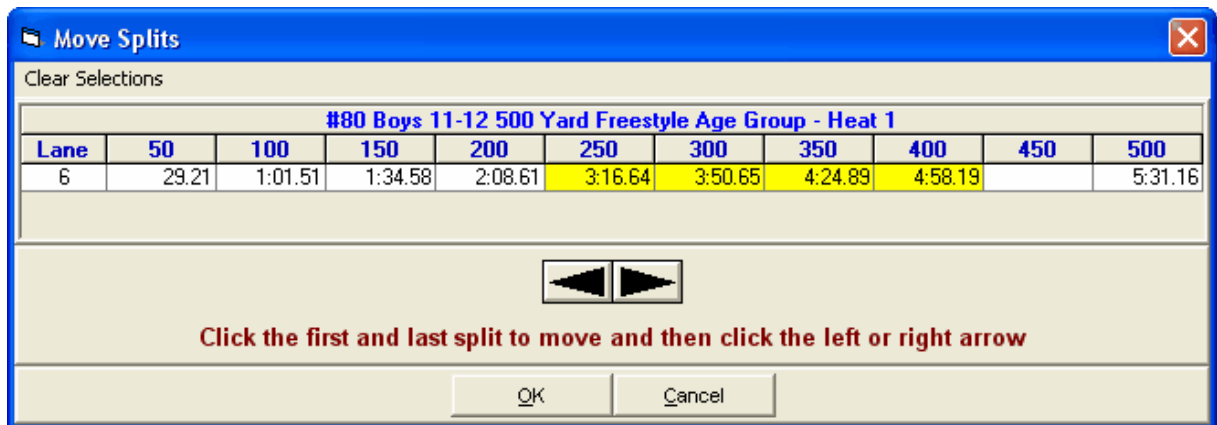 Move Splits
Clear Selections
#80 Boys 11-12 500 Yard Freestyle Age Group - Heat 1
Lane 50 100 150 200 250 300 350 400 450 500
6 29.21 1:01.51 1:34.58 2:08.61 3:16.64 3:50.65 4:24.89 4:58.19 5:31.16
Click the first and last split to move and then click the left or right arrow
OK Cancel